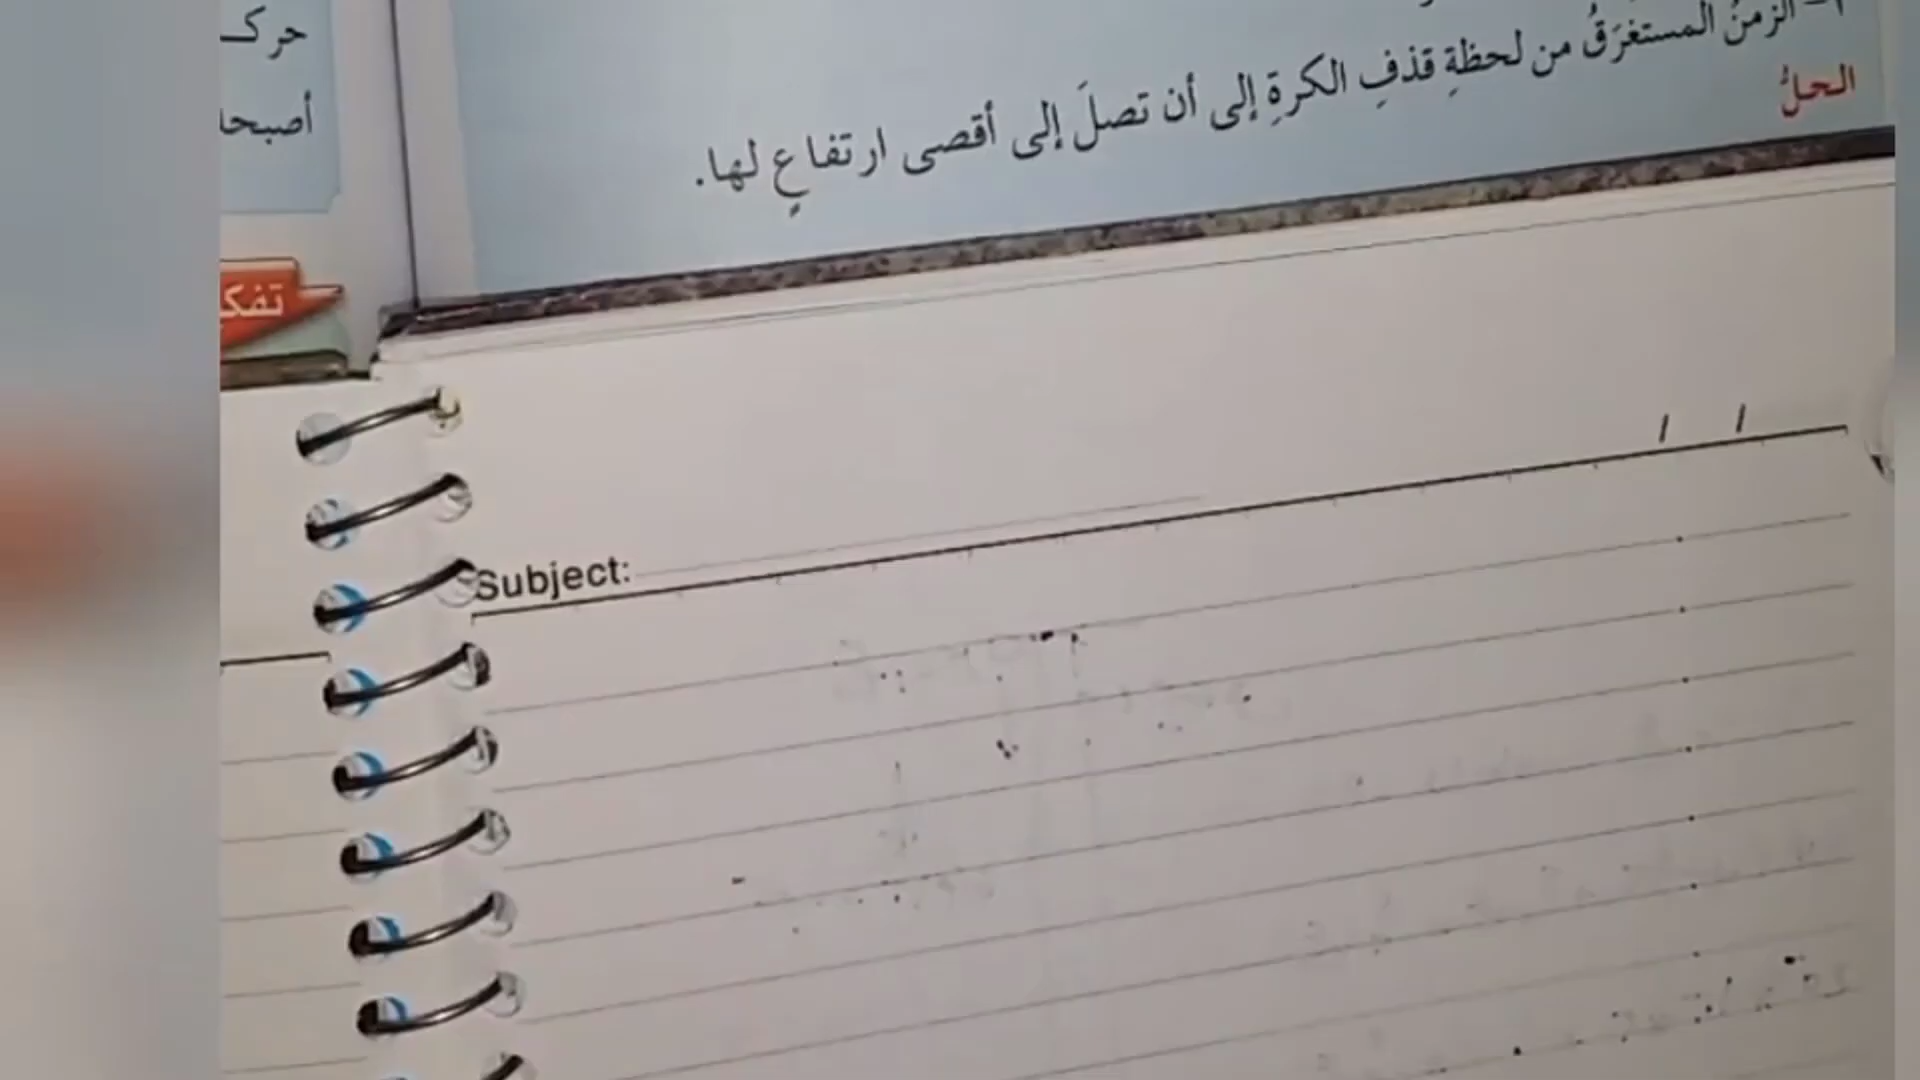 الزمنُ المستغرَقُ من لحظةِ قذفِ الكرةِ إلى أن تصلَ إلى أقصى ارتفاعٍ لها.
الحلُّ
حركـ
أصبحا
تفكـ
Subject: